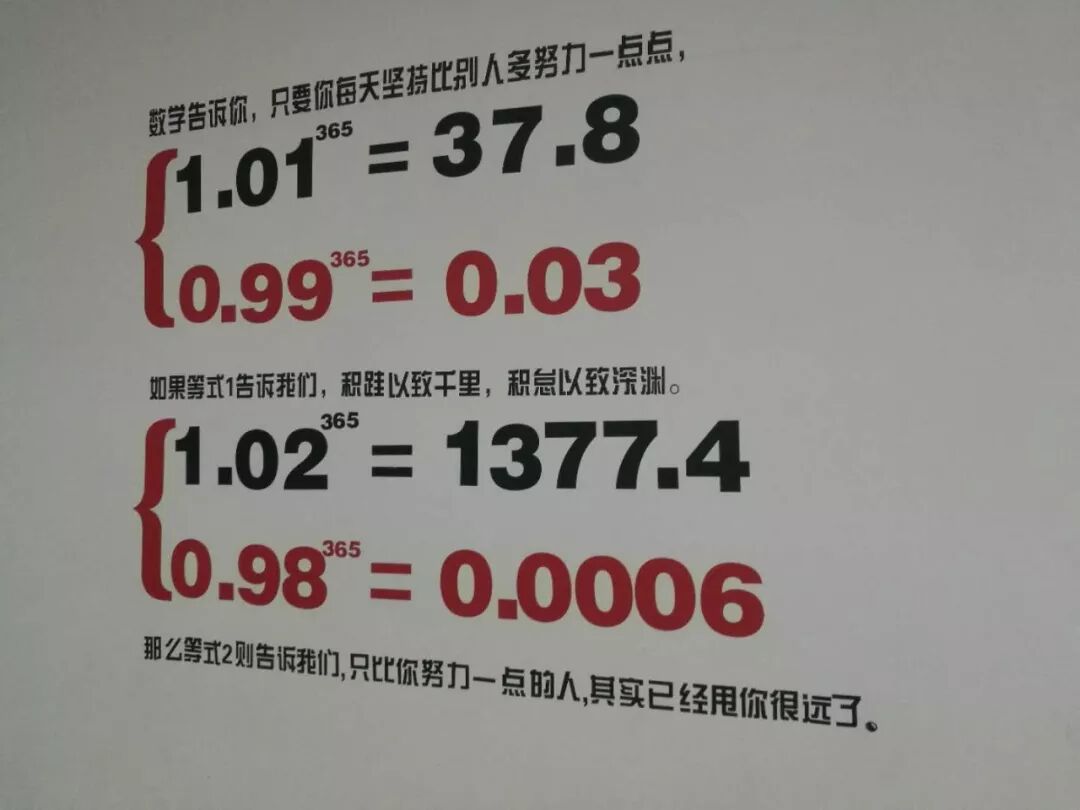 数学告诉你，只要你每天坚持比别人多努力一点点，
1.01³⁶⁵ = 37.8
0.99³⁶⁵ = 0.03
如果等式1告诉我们，积跬以致千里，积怠以致深渊。
1.02³⁶⁵ = 1377.4
0.98³⁶⁵ = 0.0006
那么等式2则告诉我们,只比你努力一点的人,其实已经甩你很远了。